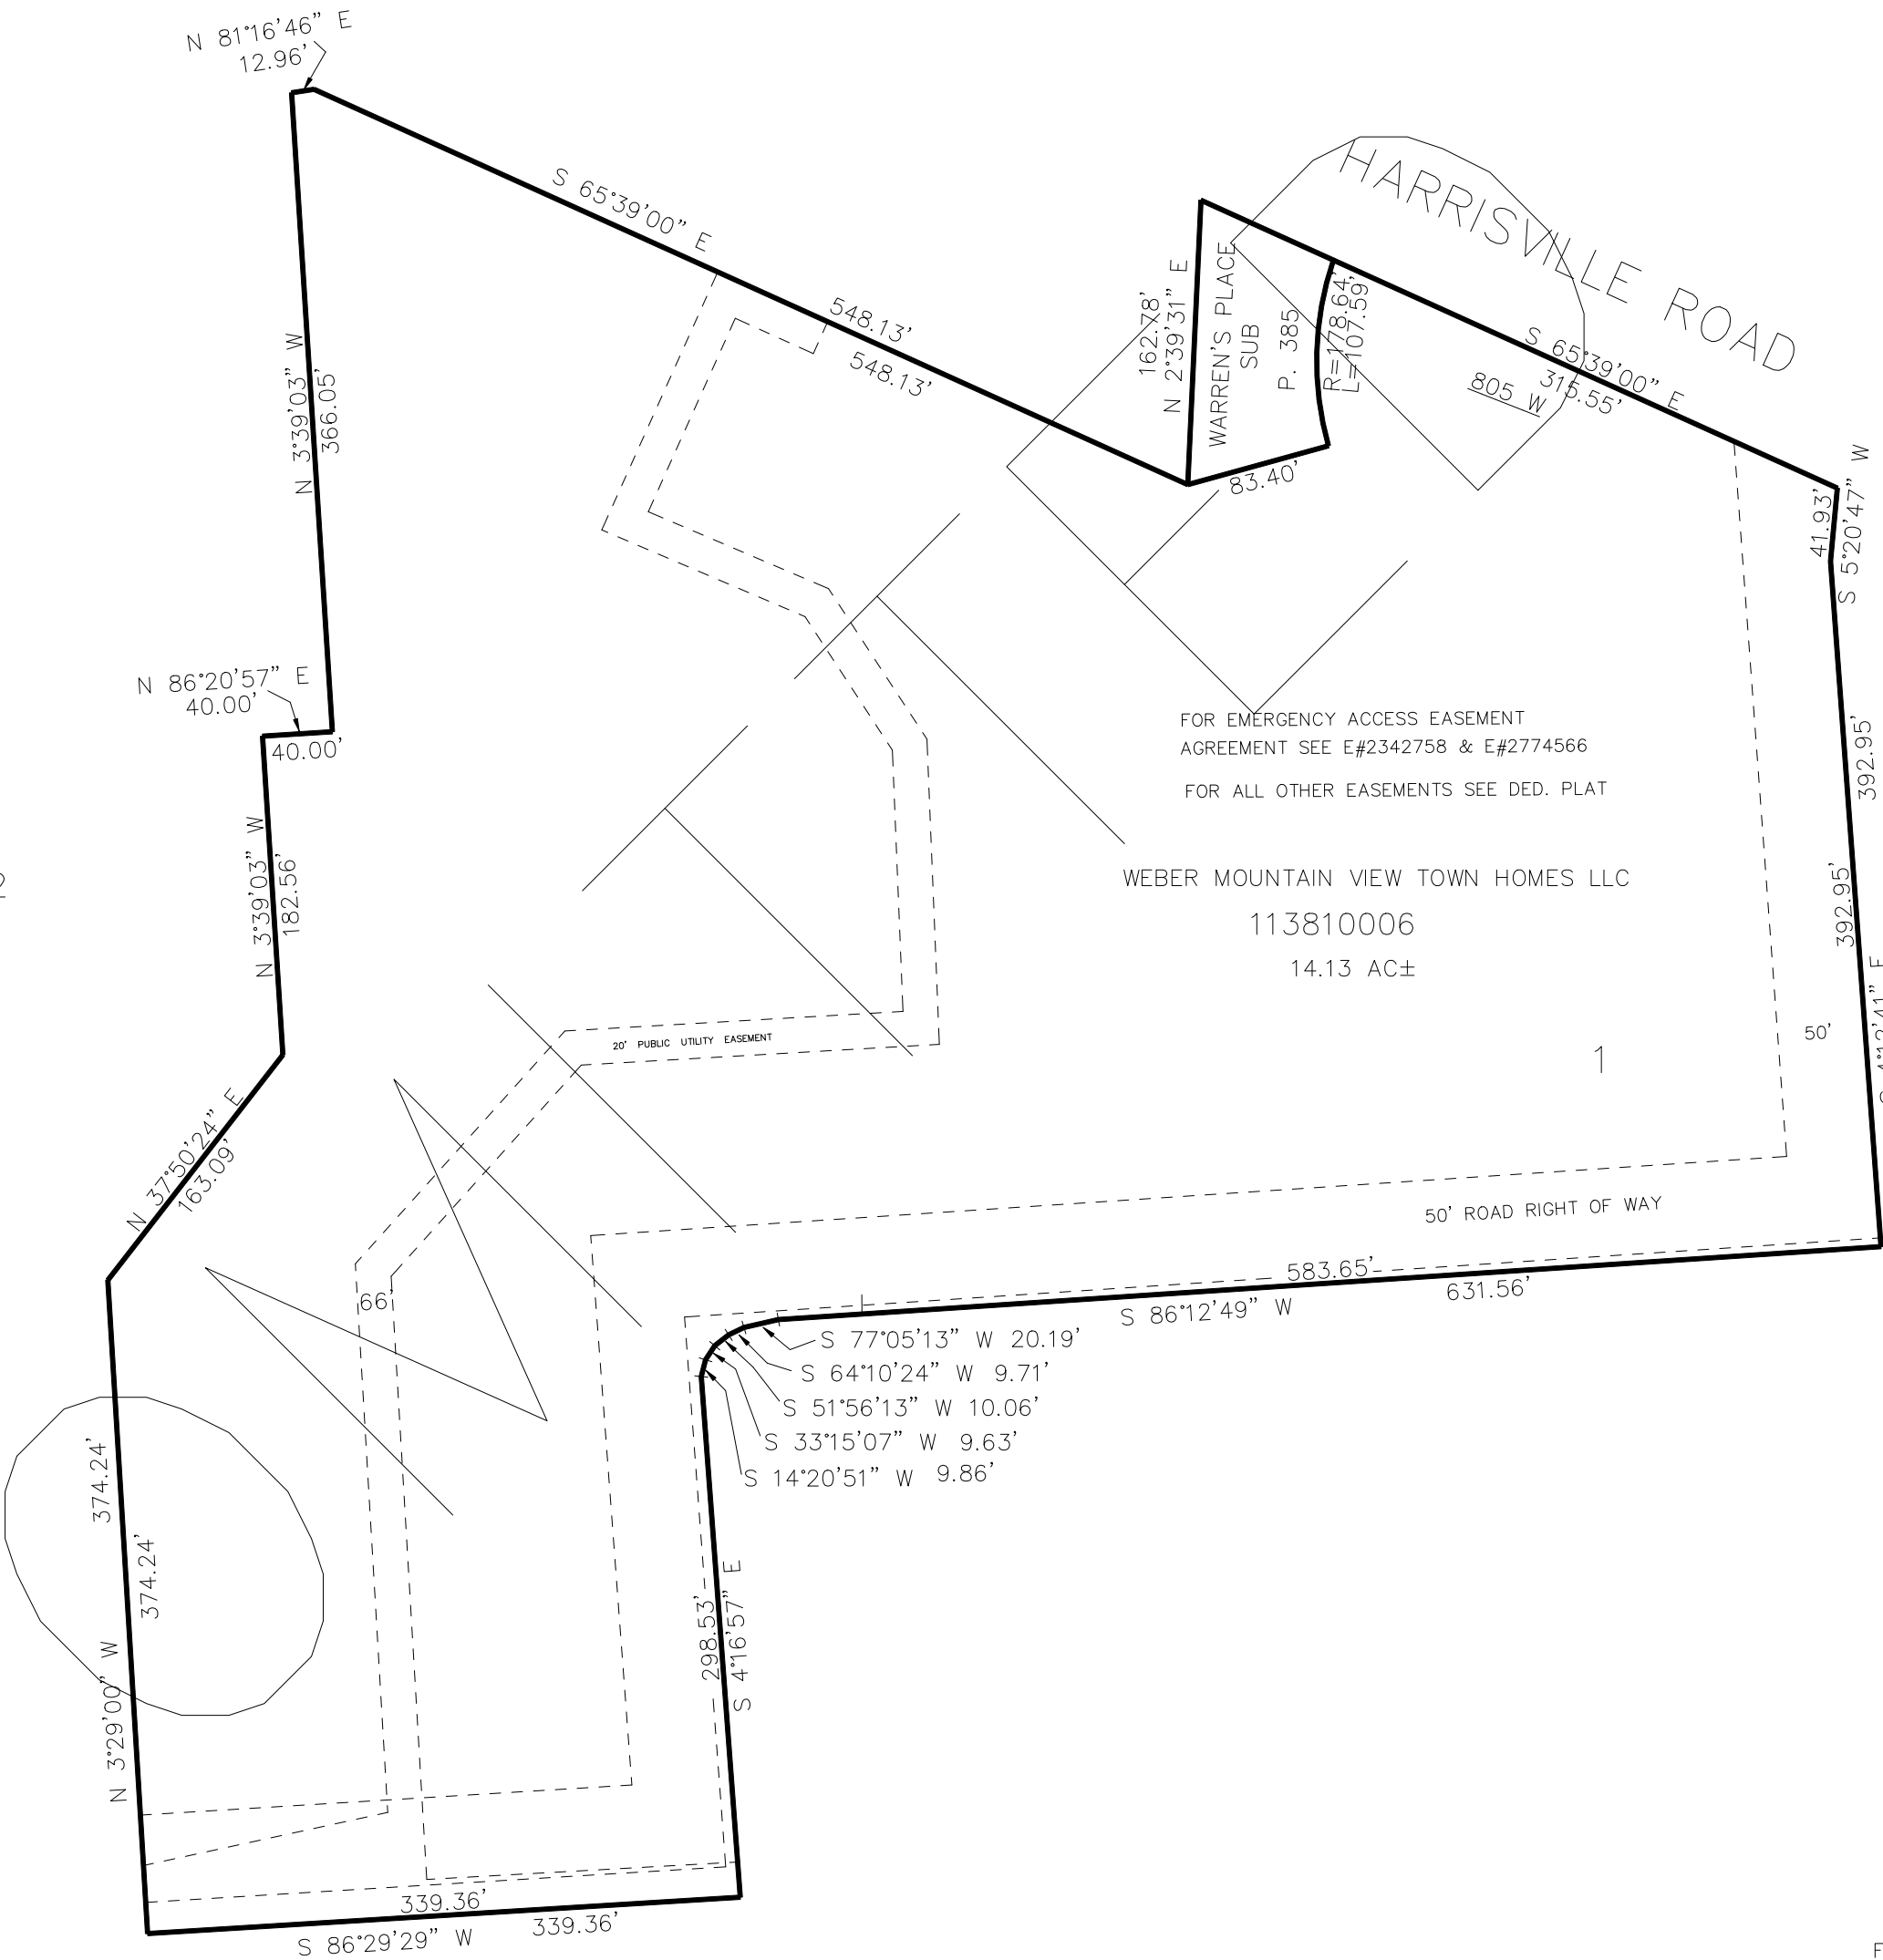 N 81°16'46" E
12.96'
S 65°39'00" E
548.13'
548.13'
HARRISVILLE ROAD
N 2°39'31" E
162.78'
WARREN'S PLACE
SUB
P. 385
R=178.64'
L=107.59'
83.40'
S 65°39'00" E
315.55'
805 W
41.93'
S 5°20'47" W
N 3°39'03" W
366.05'
N 86°20'57" E
40.00'
40.00'
FOR EMERGENCY ACCESS EASEMENT
AGREEMENT SEE E#2342758 & E#2774566
FOR ALL OTHER EASEMENTS SEE DED. PLAT
392.95'
392.95'
N 3°39'03" W
182.56'
WEBER MOUNTAIN VIEW TOWN HOMES LLC
113810006
14.13 AC±
20' PUBLIC UTILITY EASEMENT
50'
1
S 4°12'41" E
N 37°50'24" E
163.09'
50' ROAD RIGHT OF WAY
66'
583.65'
631.56'
S 86°12'49" W
S 77°05'13" W 20.19'
S 64°10'24" W 9.71'
S 51°56'13" W 10.06'
S 33°15'07" W 9.63'
S 14°20'51" W 9.86'
374.24'
374.24'
N 3°29'00" W
298.53'
S 4°16'57" E
339.36'
339.36'
S 86°29'29" W